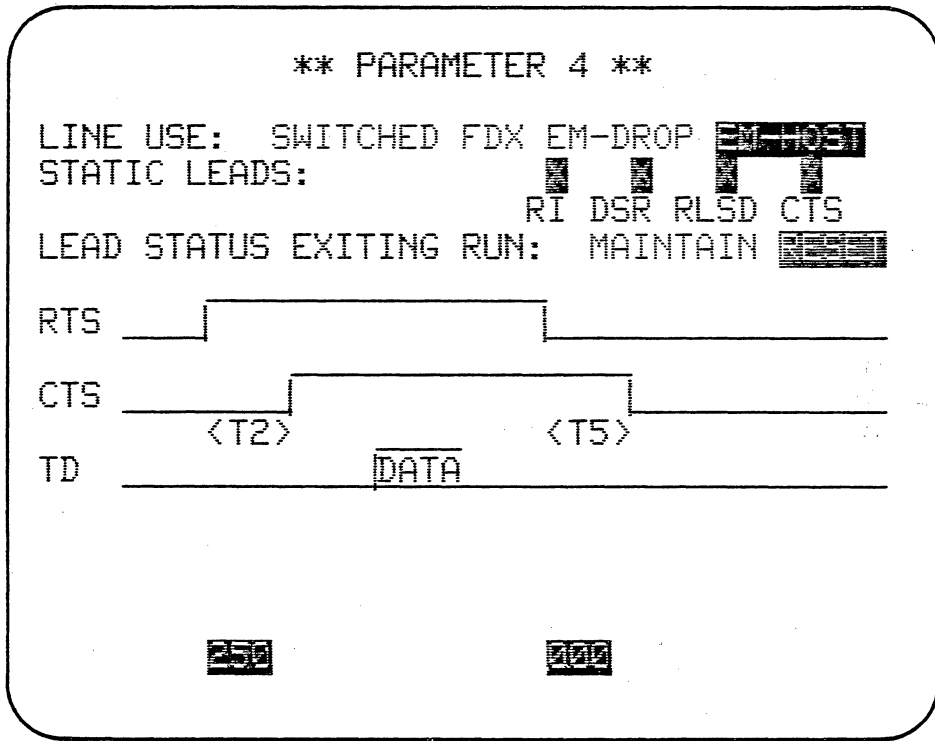 ** PARAMETER 4 **
LINE USE: SWITCHED FDX EM-DROP EM-HOST
STATIC LEADS: X X X X
RI DSR RLSD CTS
LEAD STATUS EXITING RUN: MAINTAIN RESET
RTS
CTS
<T2> <T5>
TD DATA
250 000